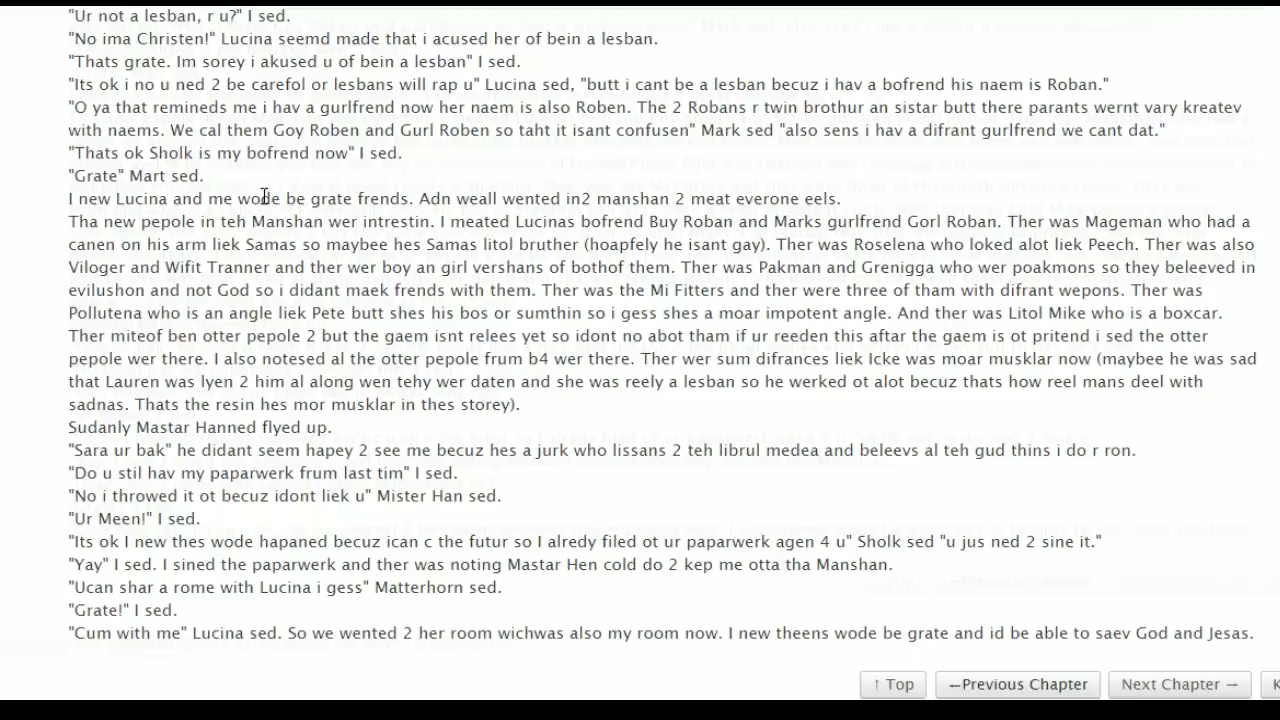 "Ur not a lesban, r u?" I sed.
"No ima Christen!" Lucina seemd made that i acused her of bein a lesban.
"Thats grate. Im sorey i akused u of bein a lesban" I sed.
"Its ok i no u ned 2 be carefol or lesbans will rap u" Lucina sed, "butt i cant be a lesban becuz i hav a bofrend his naem is Roban."
"O ya that remineds me i hav a gurlfrend now her naem is also Roben. The 2 Robans r twin brothur an sistar butt there parants wernt vary kreatev
with naems. We cal them Goy Roben and Gurl Roben so taht it isant confusen" Mark sed "also sens i hav a difrant gurlfrend we cant dat."
"Thats ok Sholk is my bofrend now" I sed.
"Grate" Mart sed.
I new Lucina and me wode be grate frends. Adn weall wented in2 manshan 2 meat everone eels.
Tha new pepole i teh Manshan ver intrestin. I meated Lucinas bofrend Buy Roban and Marks gurlfrend Gorl Roban. Ther was Mageman who had a
canen on his arm liek Samas so maybee hes Samas litol bruther (hoapfely he isant gay). Ther was Roselena who loked alot liek Peech. Ther was also
Viloger and Wifit Tranner and ther wer boy an girl vershans of bothof them. Ther was Pakman and Grenigga who wer poakmons so they beleeved in
evilushon and not God so i didant maek frends with them. Ther was the Mi Fitters and ther were three of tham with difrant wepons. Ther was
Pollutena who is an angle liek Pete butt shes his bos or sumthin so i gess shes a moar impotent angle. And ther was Litol Mike who is a boxcar.
Ther miteof ben otter pepole 2 but the gaem isnt relees yet so idont no abot tham if ur reeden this aftar the gaem is ot pritend i sed the otter
pepole wer there. I also notesed al the otter pepole frum b4 wer there. Ther wer sum difrances liek Icke was moar musklar now (maybee he was sad
that Lauren was lyen 2 him al along wen tehy wer daten and she was reely a lesban so he werked ot alot becuz thats how reel mans deel with
sadnas. Thats the resin hes mor musklar in thes storey).
Sudanly Mastar Hanned flyed up.
"Sara ur bak" he didant seem hapey 2 see me becuz hes a jurk who lissans 2 teh librul medea and beleevs al teh gud thins i do r ron.
"Do u stil hav my paparwerk frum last tim" I sed.
"No i throwed it ot becuz idont liek u" Mister Han sed.
"Ur Meen!" I sed.
"Its ok I new thes wode hapaned becuz ican c the futur so I alredy filed ot ur paparwerk agen 4 u" Sholk sed "u jus ned 2 sine it."
"Yay" I sed. I sined the paparwerk and ther was noting Mastar Hen cold do 2 kep me otta tha Manshan.
"Ucan shar a rome with Lucina i gess" Matterhorn sed.
"Grate!" I sed.
"Cum with me" Lucina sed. So we wented 2 her room wichwas also my room now. I new theens wode be grate and id be able to saev God and Jesas.
↑ Top ←Previous Chapter Next Chapter →